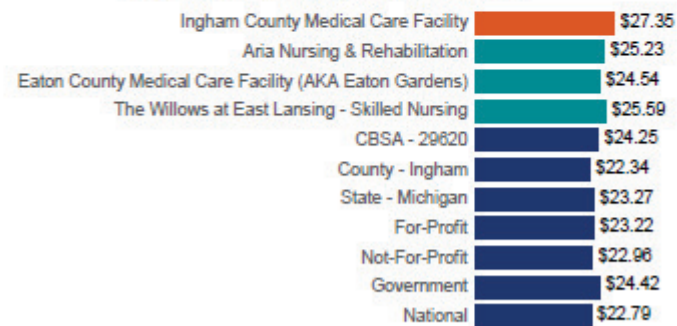 Ingham County Medical Care Facility $27.35
Aria Nursing & Rehabilitation $25.23
Eaton County Medical Care Facility (AKA Eaton Gardens) $24.54
The Willows at East Lansing - Skilled Nursing $25.59
CBSA - 29620 $24.25
County - Ingham $22.34
State - Michigan $23.27
For-Profit $23.22
Not-For-Profit $22.96
Government $24.42
National $22.79